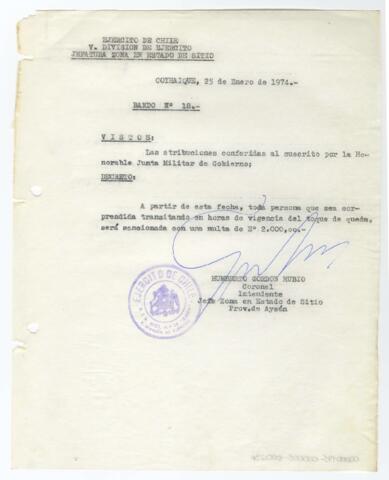 EJERCITO DE CHILE
V. DIVISION DE EJERCITO
JEFATURA ZONA EN ESTADO DE SITIO
COYHAIQUE, 25 de Enero de 1974.-
BANDO Nº 18.-
V I S T O S :
Las atribuciones conferidas al suscrito por la Ho-
norable Junta Militar de Gobierno;
DECRETO:
A partir de esta fecha, toda persona que sea sor-
prendida transitando en horas de vigencia del toque de queda,
será sancionada con una multa de Eº 2.000,oo.-
HUMBERTO GORDON RUBIO
Coronel
Intendente
Jefe Zona en Estado de Sitio
Prov.de Aysén
EJERCITO DE CHILE